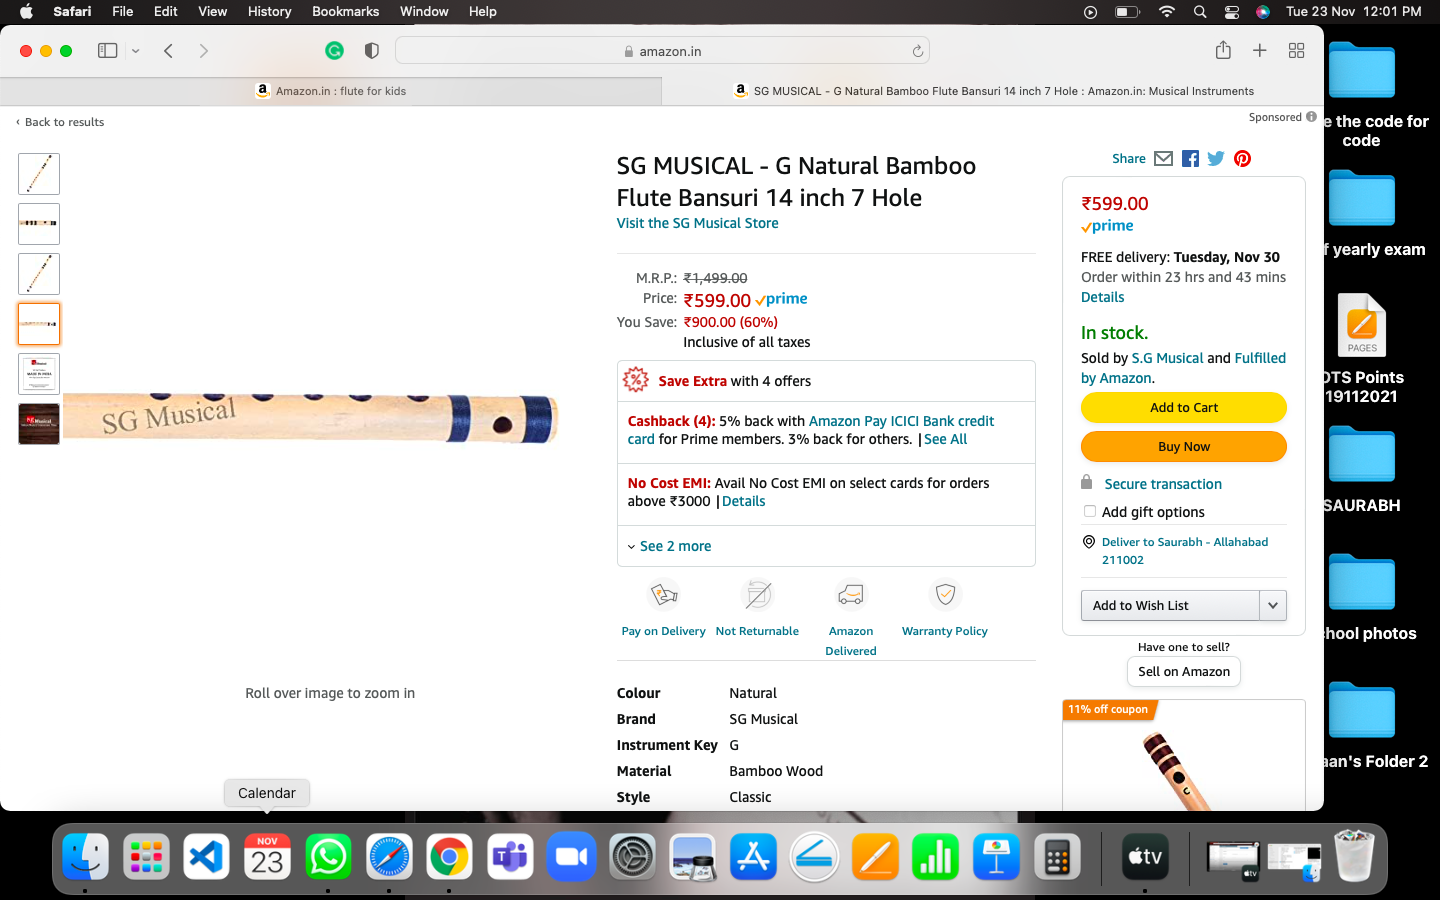 Safari File Edit View History Bookmarks Window Help Tue 23 Nov 12:01 PM
amazon.in
Amazon.in : flute for kids
SG MUSICAL - G Natural Bamboo Flute Bansuri 14 inch 7 Hole : Amazon.in: Musical Instruments
‹ Back to results
Sponsored
SG Musical
Roll over image to zoom in
SG MUSICAL - G Natural Bamboo
Flute Bansuri 14 inch 7 Hole
Visit the SG Musical Store
M.R.P.: ₹1,499.00
Price: ₹599.00 prime
You Save: ₹900.00 (60%)
Inclusive of all taxes
Save Extra with 4 offers
Cashback (4): 5% back with Amazon Pay ICICI Bank credit
card for Prime members. 3% back for others. | See All
No Cost EMI: Avail No Cost EMI on select cards for orders
above ₹3000 | Details
See 2 more
Pay on Delivery
Not Returnable
Amazon
Delivered
Warranty Policy
Colour Natural
Brand SG Musical
Instrument Key G
Material Bamboo Wood
Style Classic
Share
₹599.00
prime
FREE delivery: Tuesday, Nov 30
Order within 23 hrs and 43 mins
Details
In stock.
Sold by S.G Musical and Fulfilled
by Amazon.
Add to Cart
Buy Now
Secure transaction
Add gift options
Deliver to Saurabh - Allahabad
211002
Add to Wish List
Have one to sell?
Sell on Amazon
11% off coupon
e the code for
code
f yearly exam
PAGES
OTS Points
19112021
SAURABH
chool photos
aan's Folder 2
Calendar
NOV
23
tv